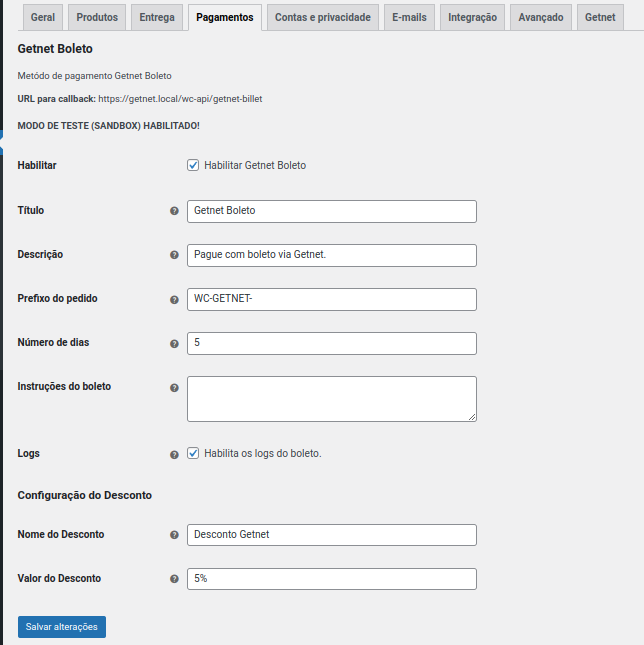 Geral Produtos Entrega Pagamentos Contas e privacidade E-mails Integração Avançado Getnet
Getnet Boleto
Metódo de pagamento Getnet Boleto
URL para callback: https://getnet.local/wc-api/getnet-billet
MODO DE TESTE (SANDBOX) HABILITADO!
Habilitar Habilitar Getnet Boleto
Título ? Getnet Boleto
Descrição ? Pague com boleto via Getnet.
Prefixo do pedido ? WC-GETNET-
Número de dias ? 5
Instruções do boleto ?
Logs ? Habilita os logs do boleto.
Configuração do Desconto
Nome do Desconto ? Desconto Getnet
Valor do Desconto ? 5%
Salvar alterações